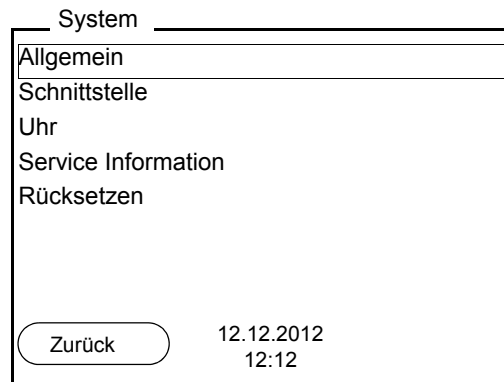 System
Allgemein
Schnittstelle
Uhr
Service Information
Rücksetzen
Zurück
12.12.2012
12:12